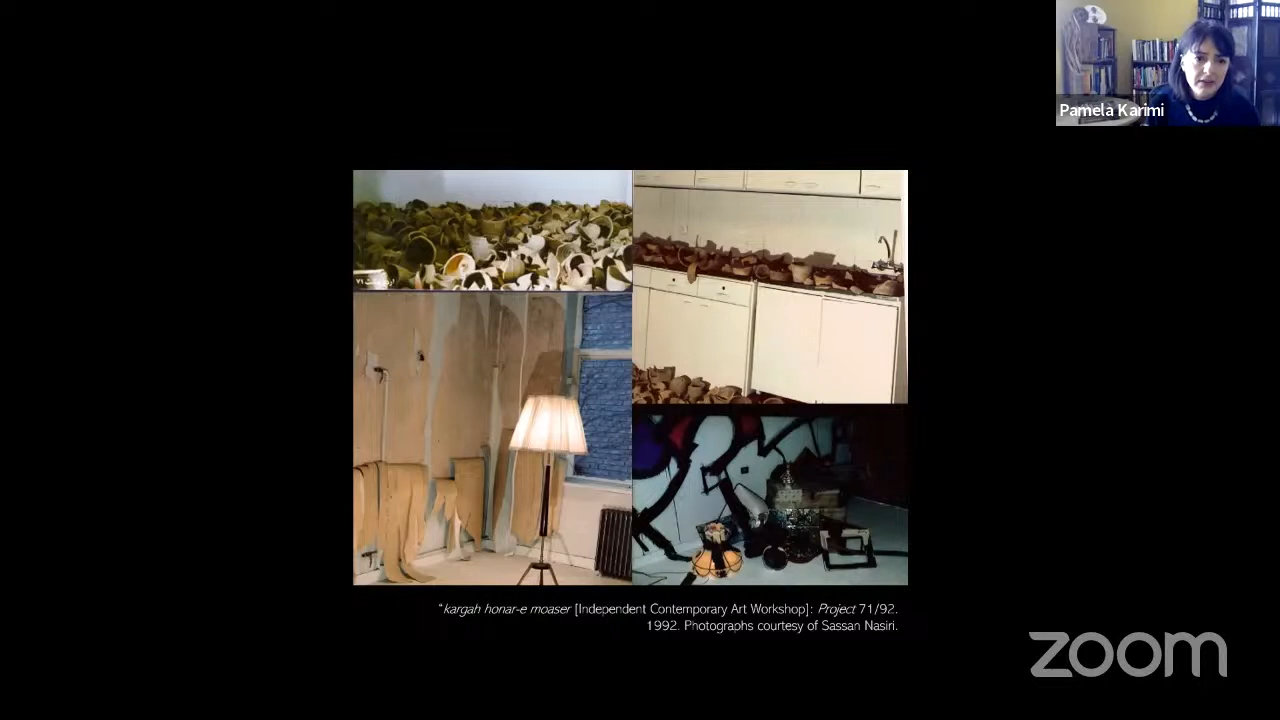 Pamela Karimi
"kargah honar-e moaser [Independent Contemporary Art Workshop]: Project 71/92.
1992. Photographs courtesy of Sassan Nasiri.
zoom